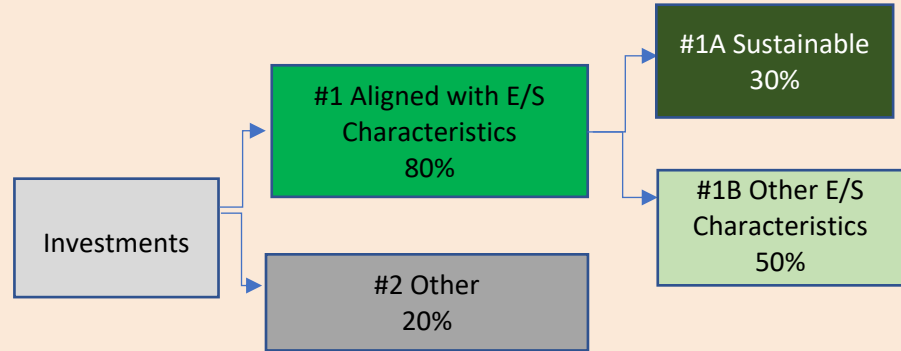 Investments
#1 Aligned with E/S
Characteristics
80%
#2 Other
20%
#1A Sustainable
30%
#1B Other E/S
Characteristics
50%